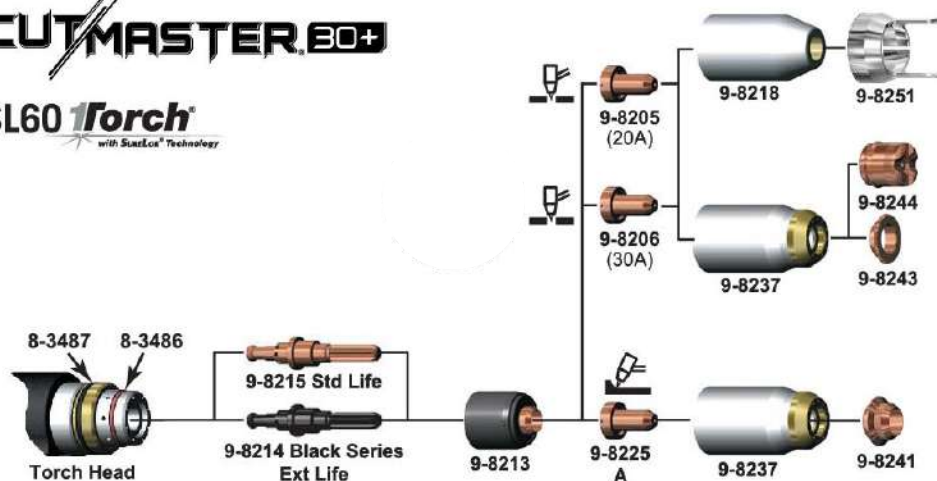 CUTMASTER 30+
SL60 1Torch®
with SureLok® Technology
9-8205
(20A)
9-8218
9-8251
9-8206
(30A)
9-8237
9-8244
9-8243
8-3487
8-3486
Torch Head
9-8215 Std Life
9-8214 Black Series
Ext Life
9-8213
9-8225
A
9-8237
9-8241